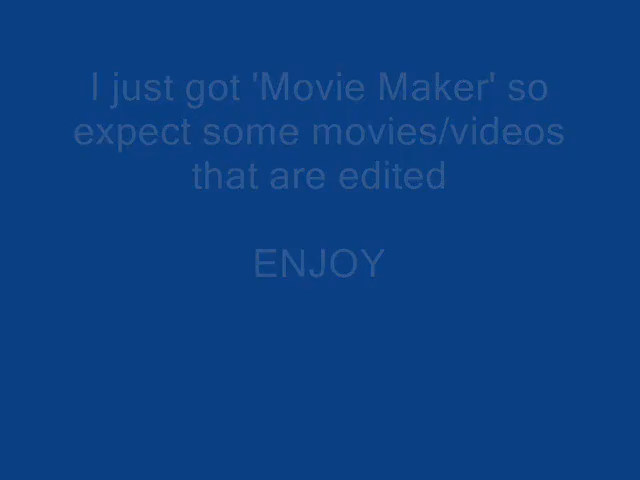 I just got 'Movie Maker' so
expect some movies/videos
that are edited
ENJOY